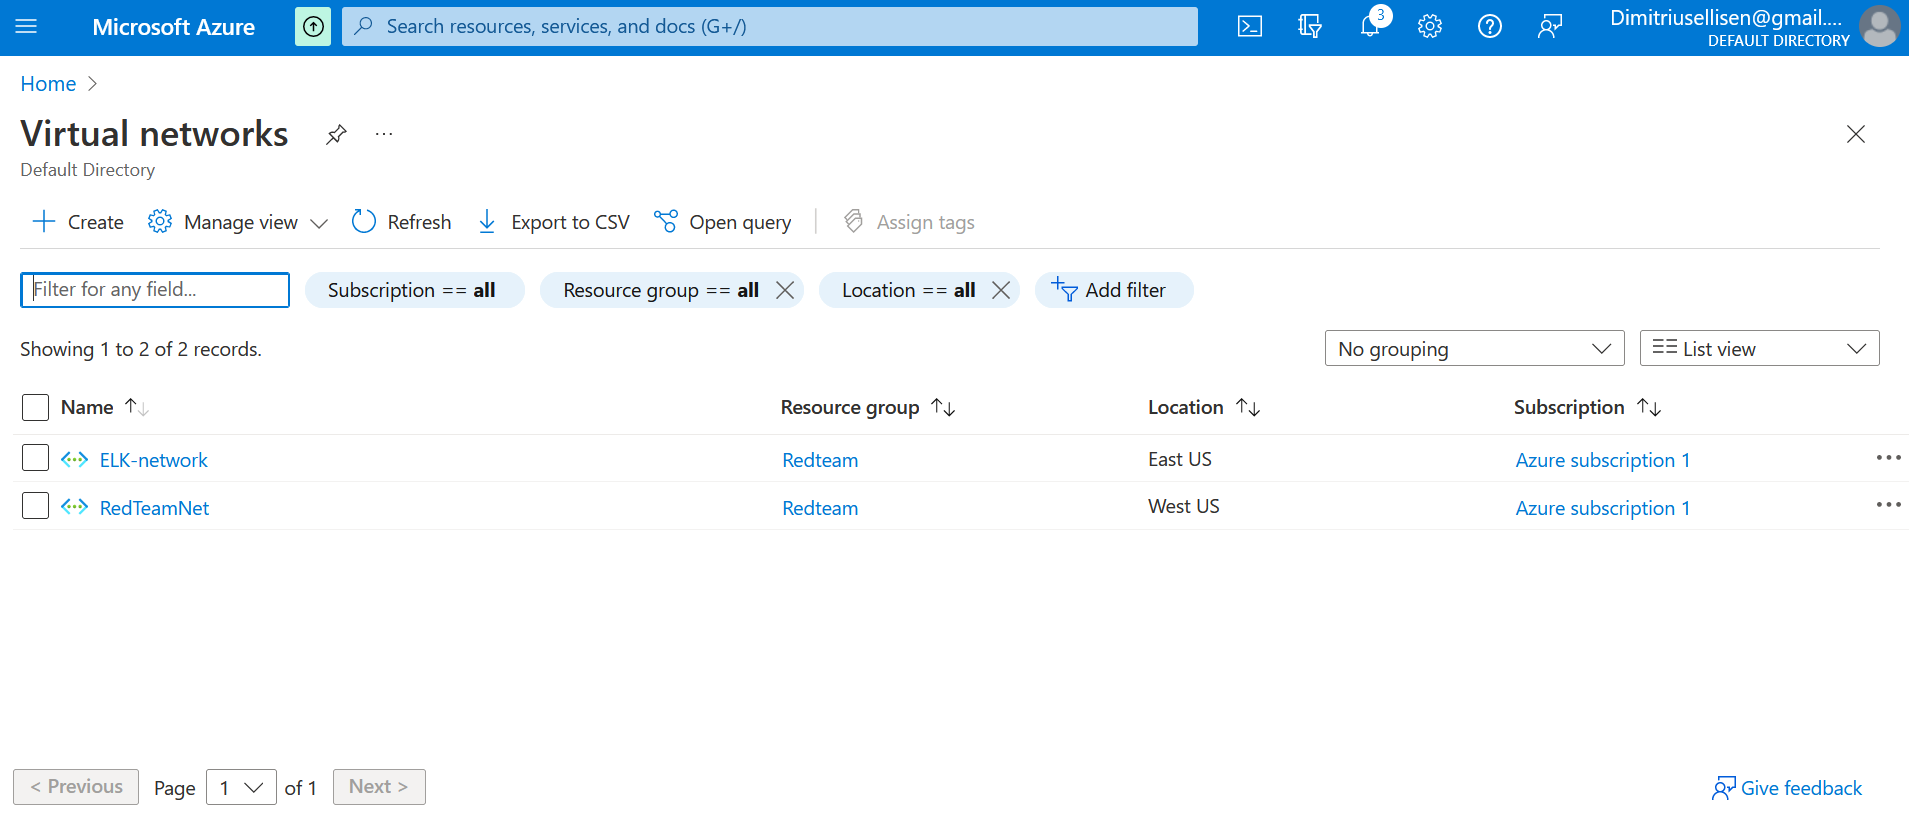 Microsoft Azure
Search resources, services, and docs (G+/)
3
Dimitriusellisen@gmail....
DEFAULT DIRECTORY
Home
Virtual networks
...
Default Directory
Create
Manage view
Refresh
Export to CSV
Open query
Assign tags
Filter for any field...
Subscription == all
Resource group == all
Location == all
Add filter
Showing 1 to 2 of 2 records.
No grouping
List view
Name
Resource group
Location
Subscription
ELK-network
Redteam
East US
Azure subscription 1
RedTeamNet
Redteam
West US
Azure subscription 1
< Previous
Page
1
of 1
Next >
Give feedback